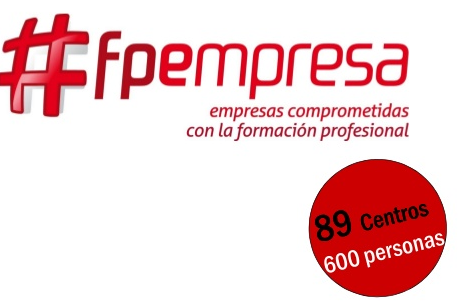 #fpempresa
empresas comprometidas
con la formación profesional
89 Centros
600 personas